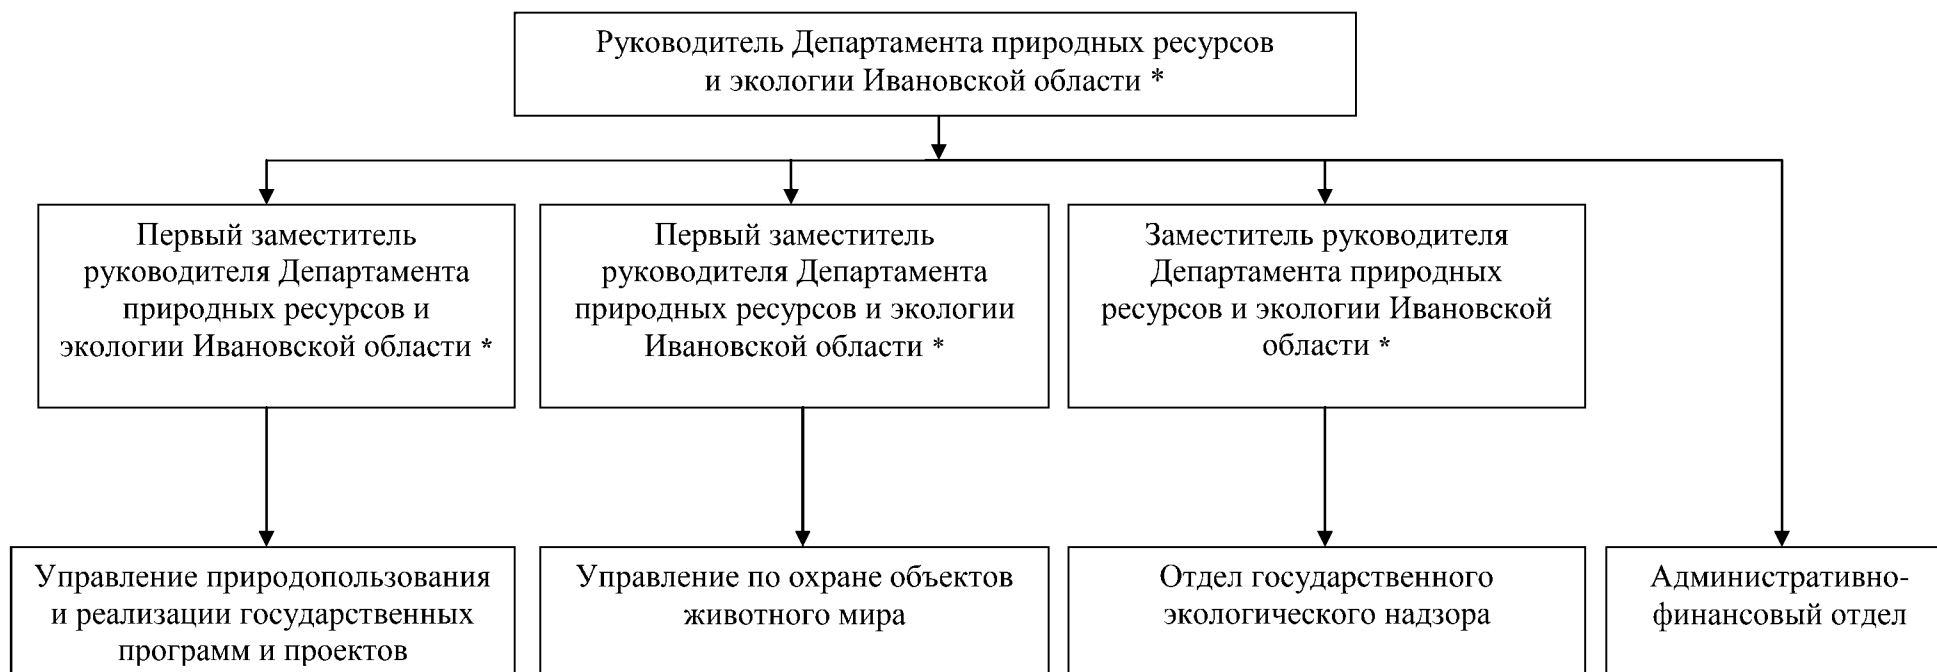 Руководитель Департамента природных ресурсов
и экологии Ивановской области *
Первый заместитель
руководителя Департамента
природных ресурсов и
экологии Ивановской области *
Первый заместитель
руководителя Департамента
природных ресурсов и экологии
Ивановской области *
Заместитель руководителя
Департамента природных
ресурсов и экологии Ивановской
области *
Управление природопользования
и реализации государственных
программ и проектов
Управление по охране объектов
животного мира
Отдел государственного
экологического надзора
Административно-
финансовый отдел